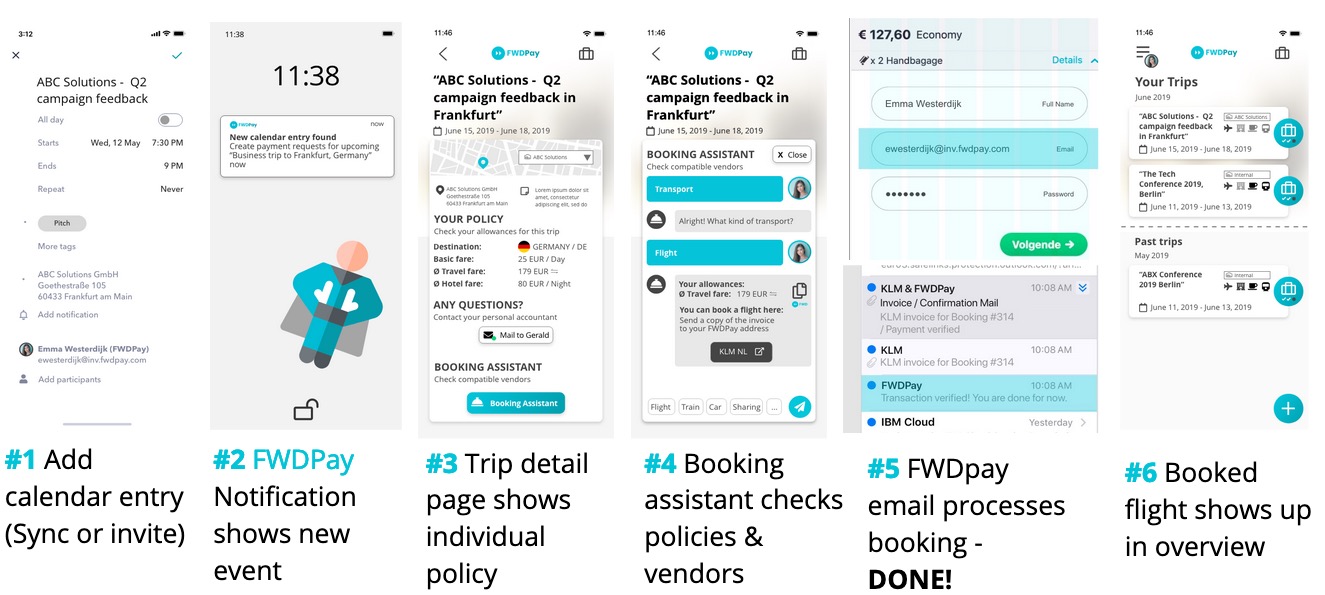 3:12
ABC Solutions - Q2
campaign feedback
All day
Starts Wed, 12 May 7:30 PM
Ends 9 PM
Repeat Never
Pitch
More tags
ABC Solutions GmbH
Goethestraße 105
60433 Frankfurt am Main
Add notification
Emma Westerdijk (FWDPay)
ewesterdijk@inv.fwdpay.com
Add participants
#1 Add
calendar entry
(Sync or invite)
11:38
11:38
FWDPay now
New calendar entry found
Create payment requests for upcoming
"Business trip to Frankfurt, Germany"
now
#2 FWDPay
Notification
shows new
event
11:46
FWDPay
“ABC Solutions - Q2
campaign feedback in
Frankfurt”
June 15, 2019 - June 18, 2019
ABC Solutions
ABC Solutions GmbH
Goethestraße 105
60433 Frankfurt am Main
Lorem ipsum dolor sit
amet, consectetur
adipiscing elit, sed do
YOUR POLICY
Check your allowances for this trip
Destination: GERMANY / DE
Basic fare: 25 EUR / Day
Ø Travel fare: 179 EUR
Ø Hotel fare: 80 EUR / Night
ANY QUESTIONS?
Contact your personal accountant
Mail to Gerald
BOOKING ASSISTANT
Check compatible vendors
Booking Assistant
#3 Trip detail
page shows
individual
policy
11:46
FWDPay
“ABC Solutions - Q2
campaign feedback in
Frankfurt”
June 15, 2019 - June 18, 2019
BOOKING ASSISTANT
Check compatible vendors
X Close
Transport
Alright! What kind of transport?
Flight
Your allowances:
Ø Travel fare: 179 EUR
You can book a flight here:
Send a copy of the invoice
to your FWDPay address
KLM NL
Flight Train Car Sharing ...
#4 Booking
assistant checks
policies &
vendors
€ 127,60 Economy
x 2 Handbagage Details
Emma Westerdijk Full Name
ewesterdijk@inv.fwdpay.com Email
••••••• Password
Volgende →
KLM & FWDPay 10:08 AM
Invoice / Confirmation Mail
KLM invoice for Booking #314
/ Payment verified
KLM 10:08 AM
KLM invoice for Booking #314
FWDPay 10:08 AM
Transaction verified! You are done for now.
IBM Cloud Yesterday
#5 FWDpay
email processes
booking -
DONE!
11:46
FWDPay
Your Trips
June 2019
“ABC Solutions - Q2
campaign feedback
in Frankfurt”
ABC Solutions
June 15, 2019 - June 18, 2019
“The Tech
Conference 2019,
Berlin”
Internal
June 11, 2019 - June 13, 2019
Past trips
May 2019
“ABX Conference
2019 Berlin”
Internal
June 11, 2019 - June 13, 2019
#6 Booked
flight shows up
in overview